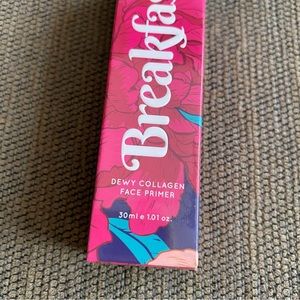 Breakfa
DEWY COLLAGEN
FACE PRIMER
30ml e 1.01 oz.